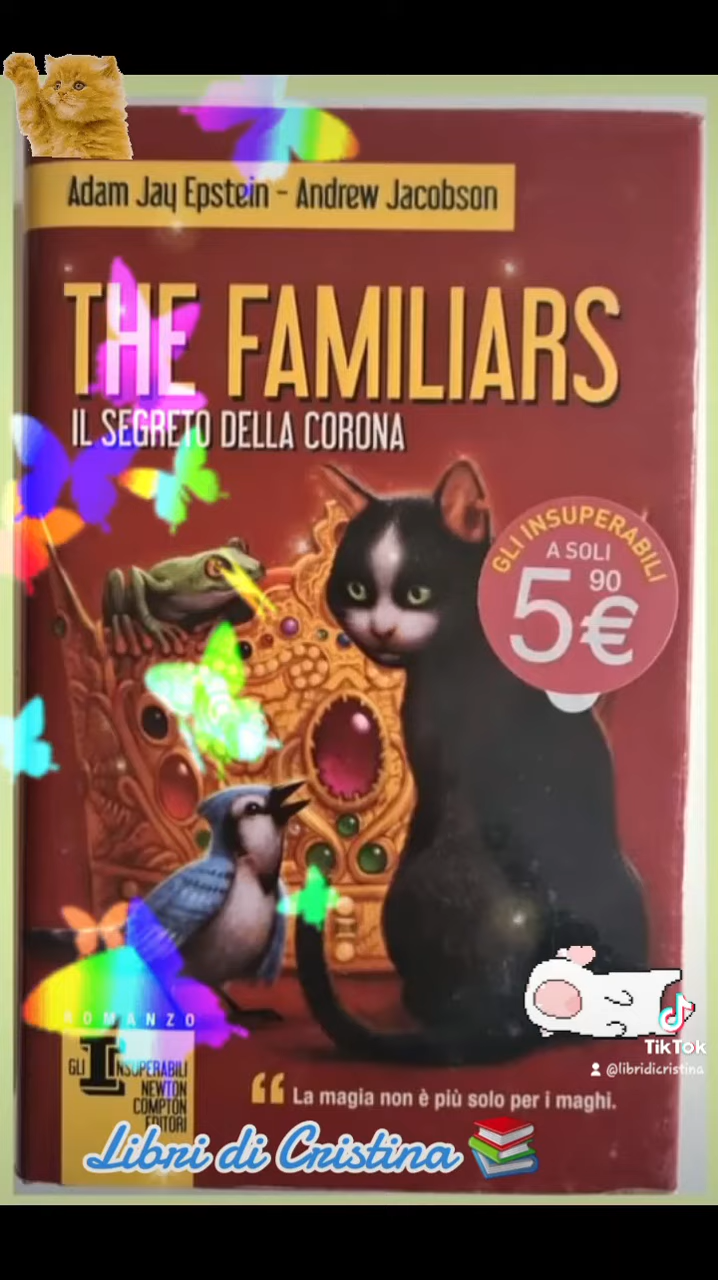 Adam Jay Epstein - Andrew Jacobson
THE FAMILIARS
IL SEGRETO DELLA CORONA
GLI INSUPERABILI
A SOLI
5 90 €
ROMANZO
GLI INSUPERABILI
NEWTON
COMPTON
EDITORI
“ La magia non è più solo per i maghi.
Libri di Cristina
TikTok
@libridicristina